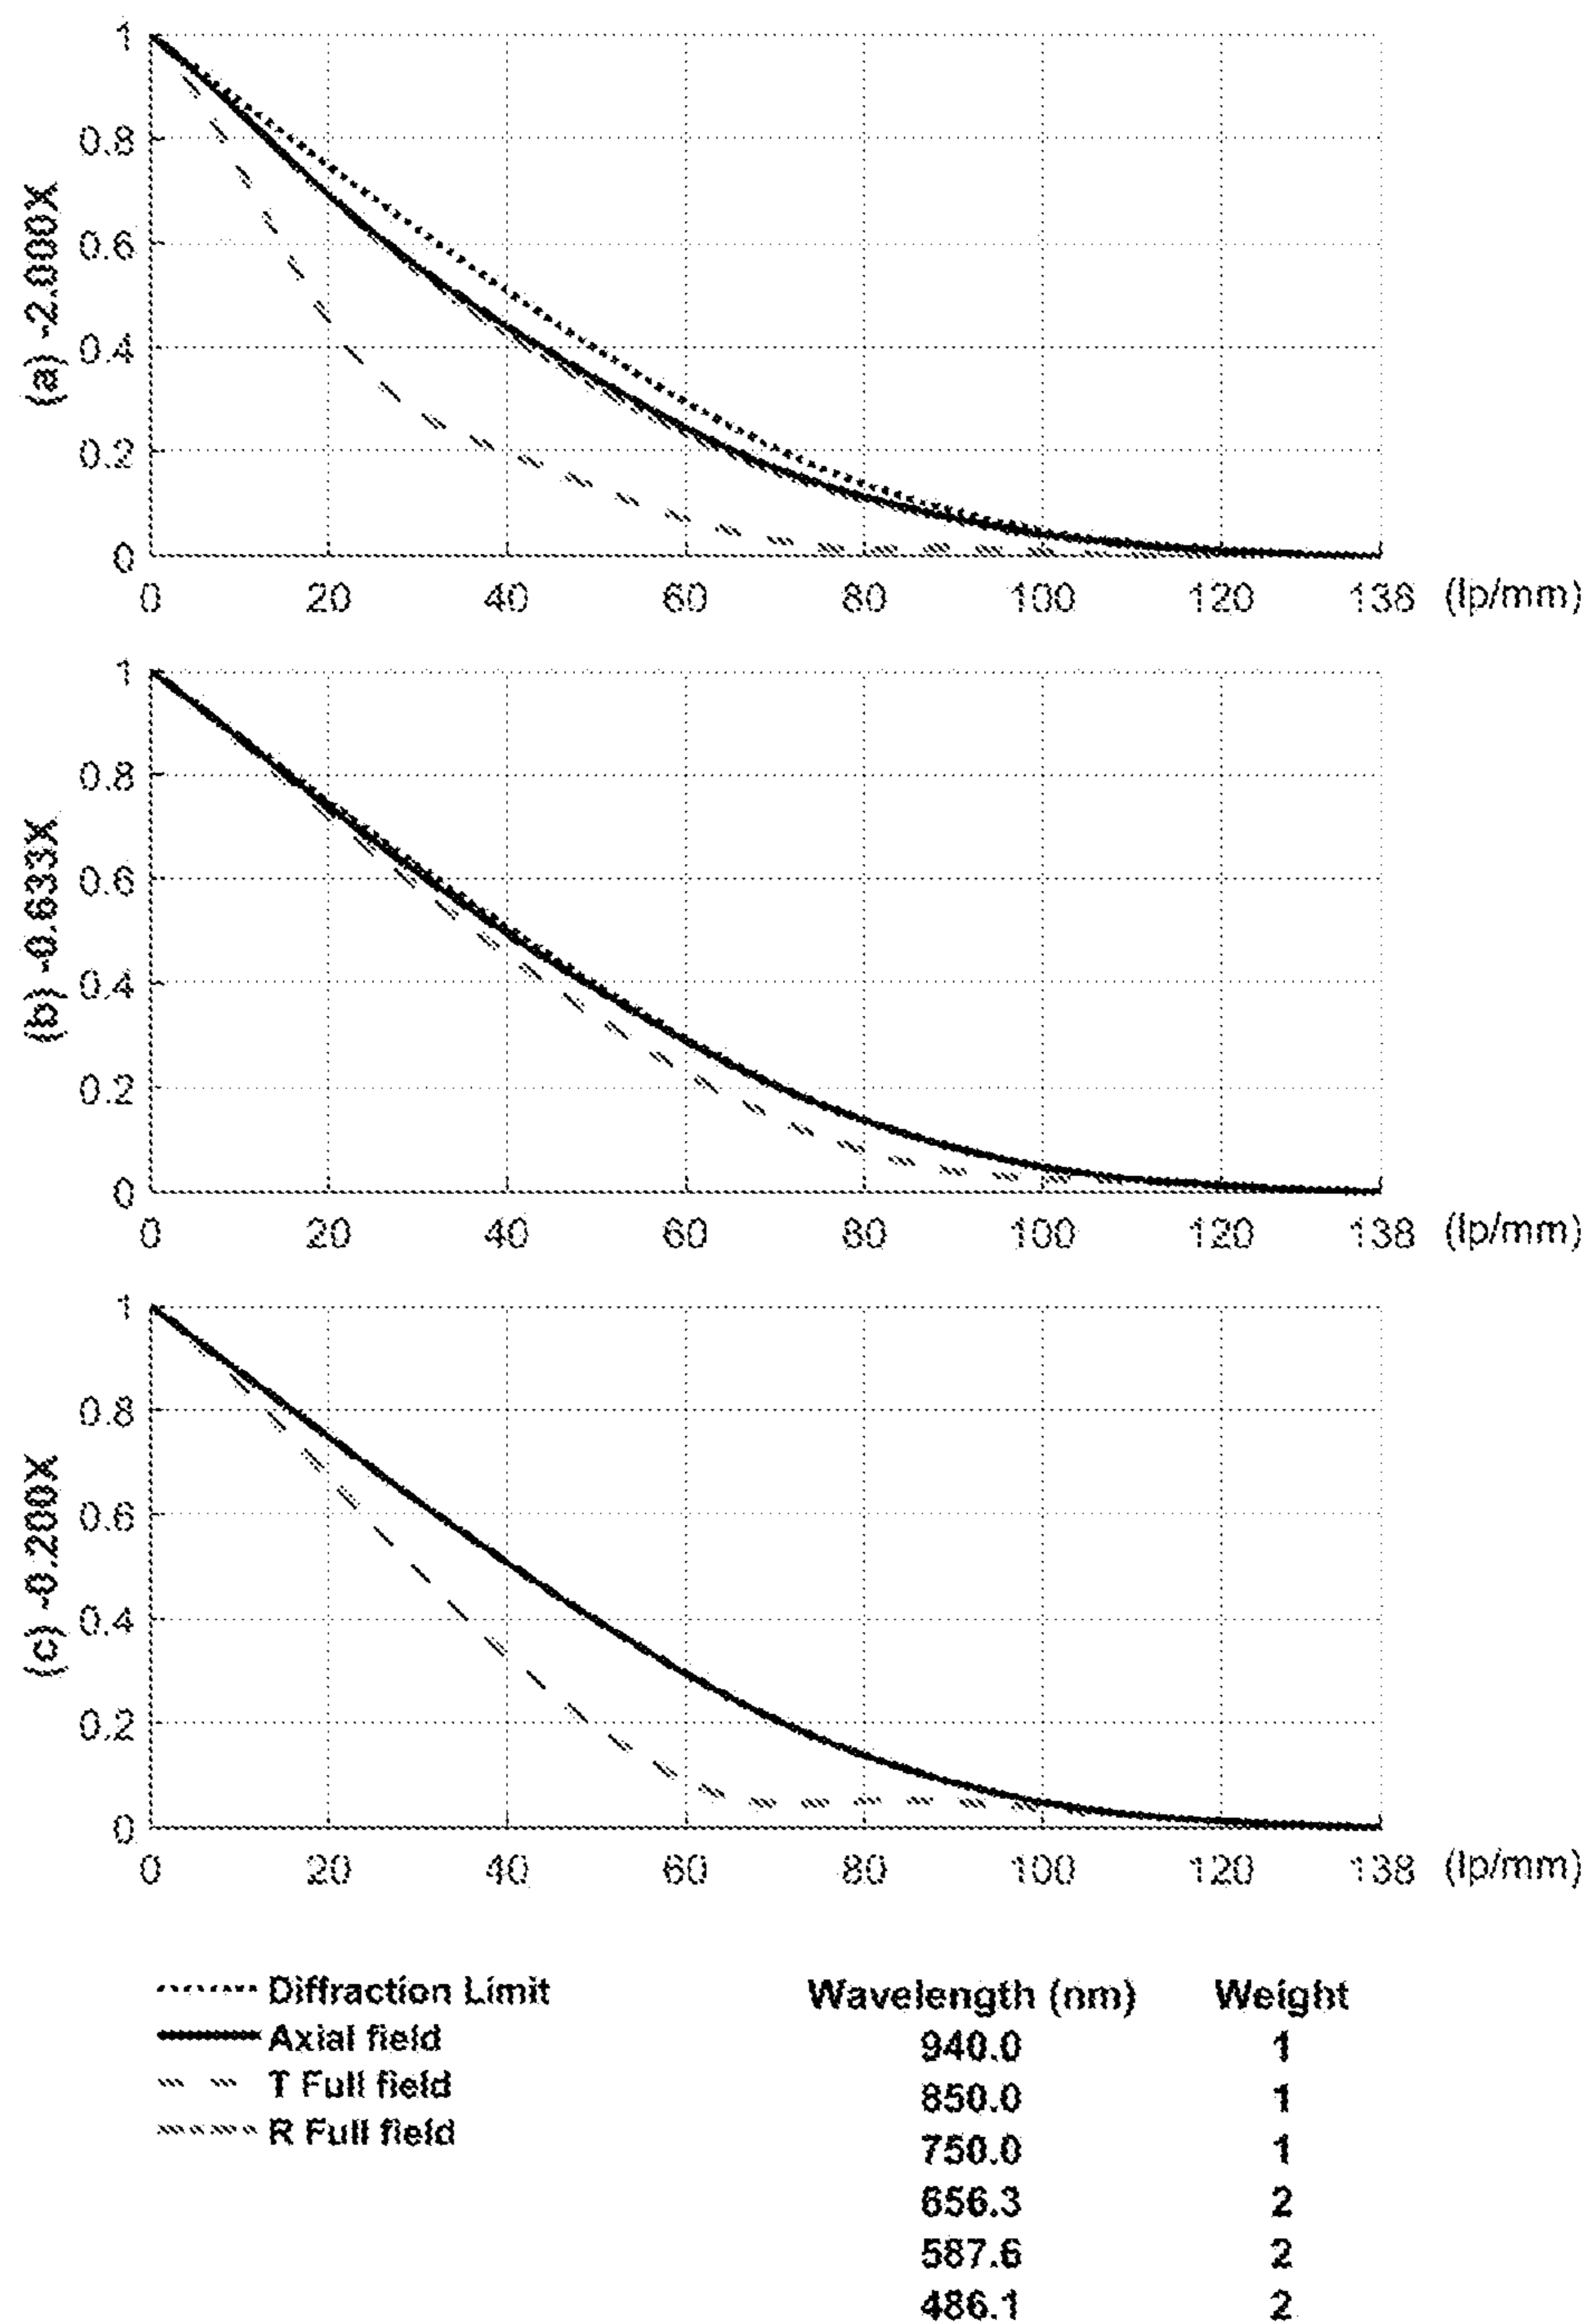 (a) -2.000X
1
0.8
0.6
0.4
0.2
0
0 20 40 60 80 100 120 138 (lp/mm)
(b) -0.633X
1
0.8
0.6
0.4
0.2
0
0 20 40 60 80 100 120 138 (lp/mm)
(c) -0.200X
1
0.8
0.6
0.4
0.2
0
0 20 40 60 80 100 120 138 (lp/mm)
Diffraction Limit
Axial field
T Full field
R Full field
Wavelength (nm) Weight
940.0 1
850.0 1
750.0 1
656.3 2
587.6 2
486.1 2